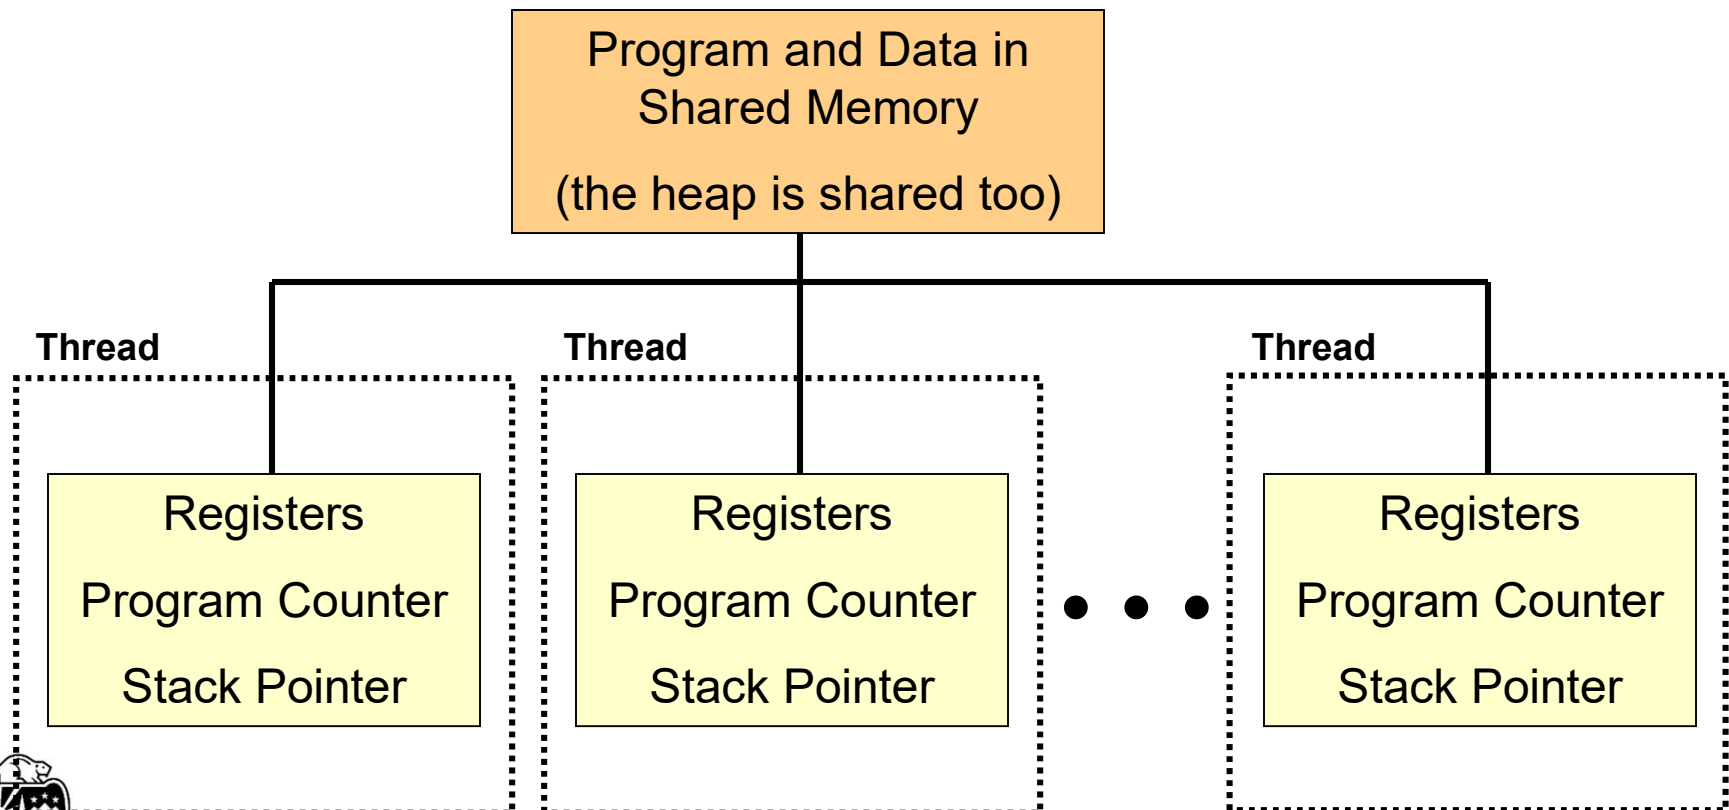 Program and Data in
Shared Memory
(the heap is shared too)
Thread
Thread
Thread
Registers
Program Counter
Stack Pointer
Registers
Program Counter
Stack Pointer
Registers
Program Counter
Stack Pointer